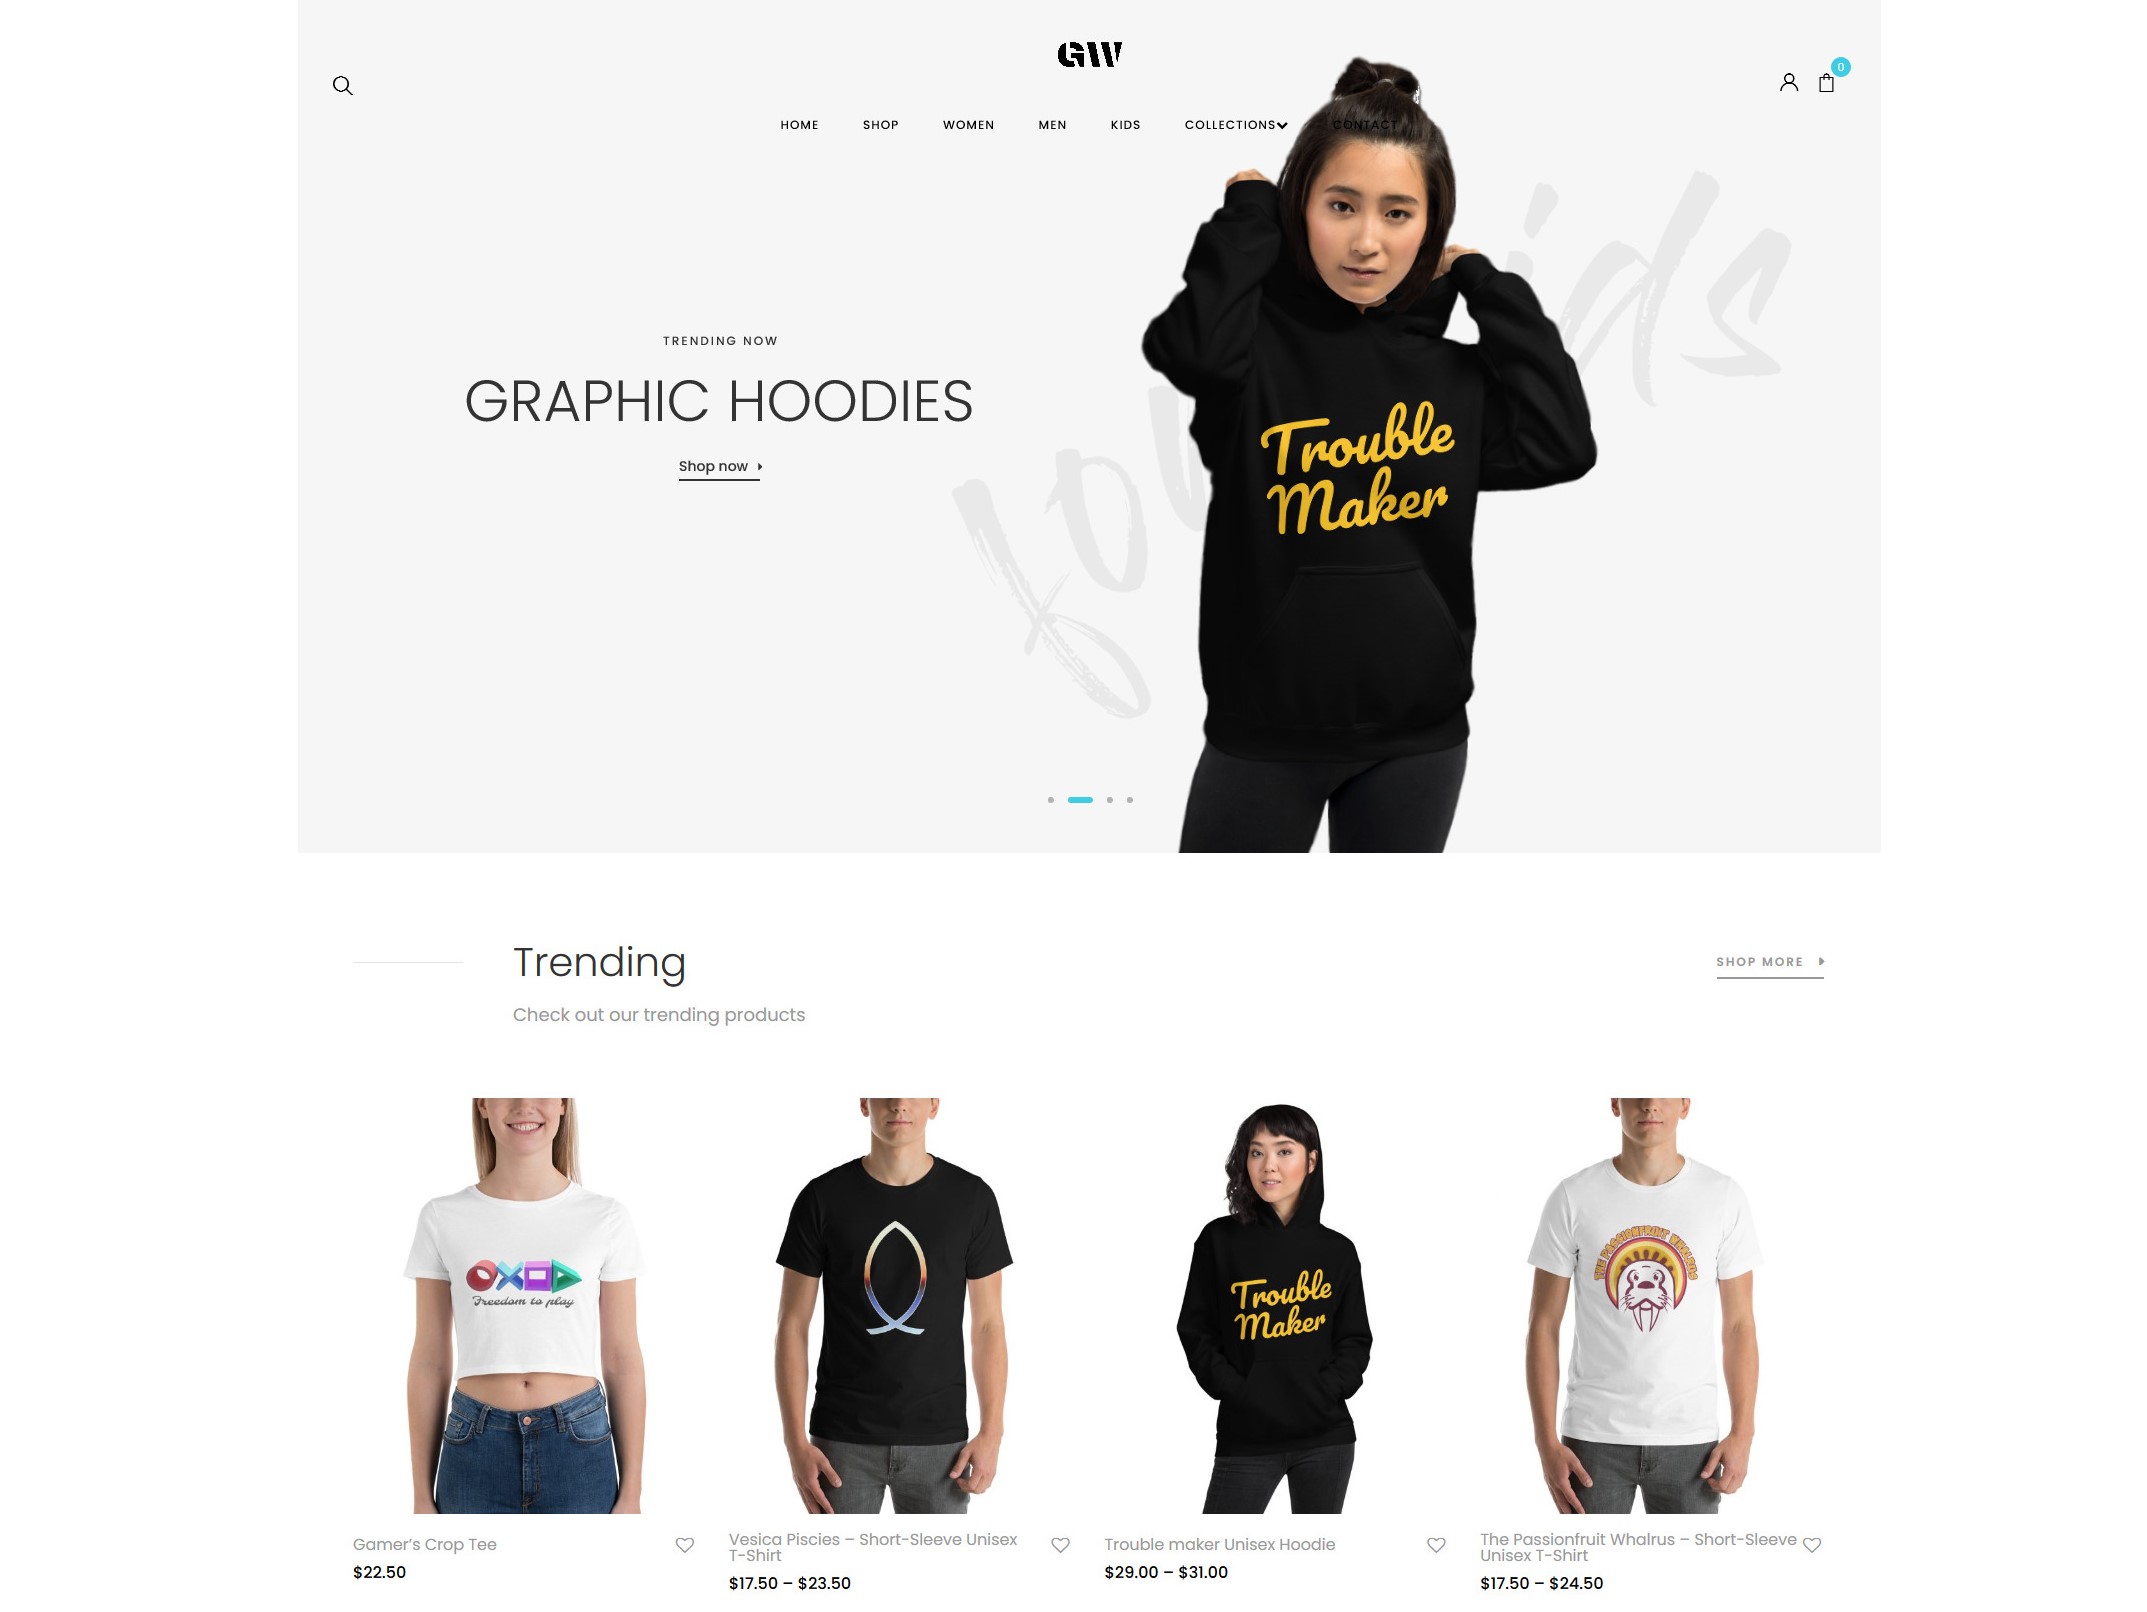 GW
0
HOME SHOP WOMEN MEN KIDS COLLECTIONS CONTACT
TRENDING NOW
GRAPHIC HOODIES
Shop now
Trouble
Maker
Trending
SHOP MORE
Check out our trending products
Freedom to play
Trouble
Maker
THE PASSIONFRUIT WHALRUS
Gamer’s Crop Tee
$22.50
Vesica Piscies – Short-Sleeve Unisex
T-Shirt
$17.50 – $23.50
Trouble maker Unisex Hoodie
$29.00 – $31.00
The Passionfruit Whalrus – Short-Sleeve
Unisex T-Shirt
$17.50 – $24.50